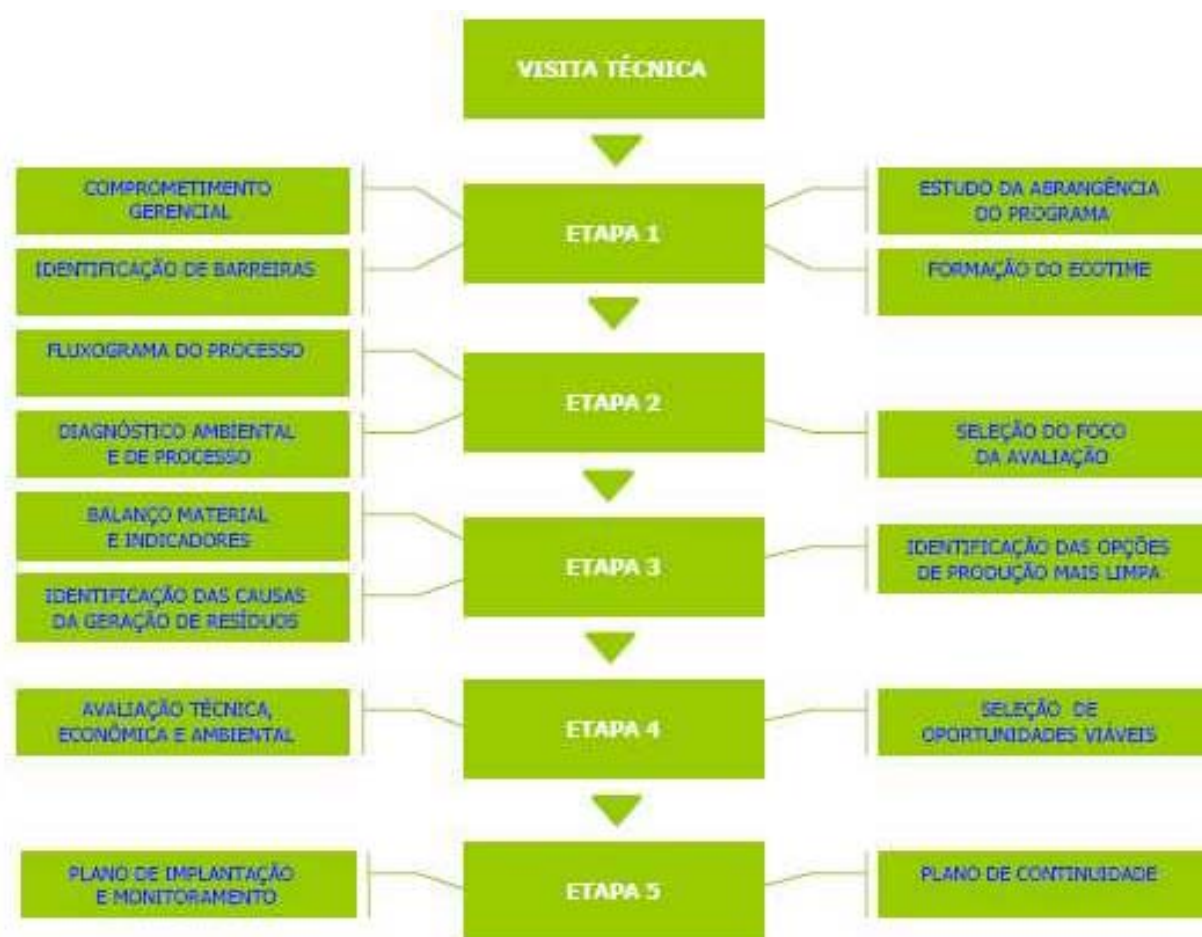 VISITA TÉCNICA
COMPROMETIMENTO
GERENCIAL
ETAPA 1
ESTUDO DA ABRANGÊNCIA
DO PROGRAMA
IDENTIFICAÇÃO DE BARREIRAS
FORMAÇÃO DO ECOTIME
FLUXOGRAMA DO PROCESSO
ETAPA 2
DIAGNÓSTICO AMBIENTAL
E DE PROCESSO
SELEÇÃO DO FOCO
DA AVALIAÇÃO
BALANÇO MATERIAL
E INDICADORES
ETAPA 3
IDENTIFICAÇÃO DAS OPÇÕES
DE PRODUÇÃO MAIS LIMPA
IDENTIFICAÇÃO DAS CAUSAS
DA GERAÇÃO DE RESÍDUOS
AVALIAÇÃO TÉCNICA,
ECONÔMICA E AMBIENTAL
ETAPA 4
SELEÇÃO DE
OPORTUNIDADES VIÁVEIS
PLANO DE IMPLANTAÇÃO
E MONITORAMENTO
ETAPA 5
PLANO DE CONTINUIDADE